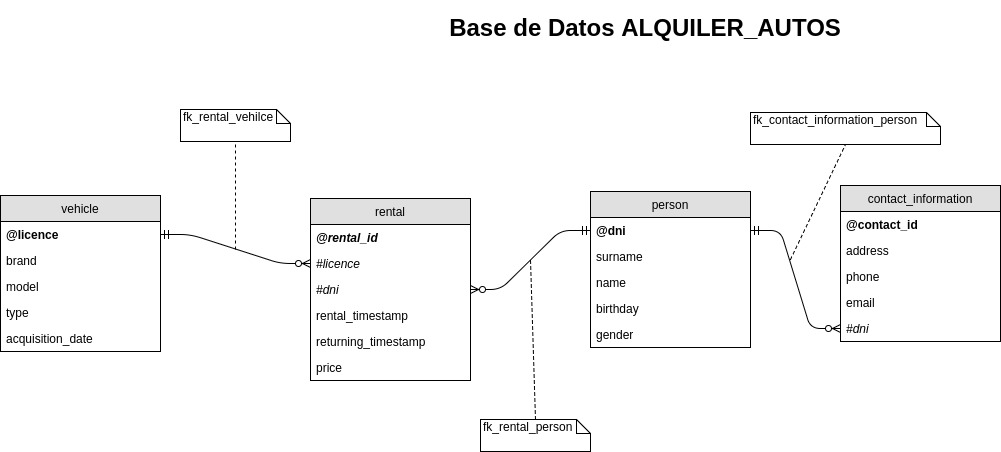 Base de Datos ALQUILER_AUTOS
fk_rental_vehilce
fk_contact_information_person
vehicle
@licence
brand
model
type
acquisition_date
rental
@rental_id
#licence
#dni
rental_timestamp
returning_timestamp
price
person
@dni
surname
name
birthday
gender
contact_information
@contact_id
address
phone
email
#dni
fk_rental_person